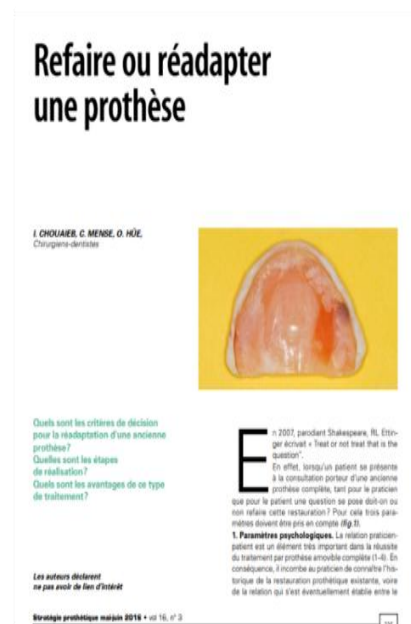 Refaire ou réadapter
une prothèse
I. CHOUAIEB, C. MENSE, O. HÜE,
Chirurgiens-dentistes
Quels sont les critères de décision
pour la réadaptation d'une ancienne
prothèse?
Quelles sont les étapes
de réalisation?
Quels sont les avantages de ce type
de traitement?
Les auteurs déclarent
ne pas avoir de lien d'intérêt
En 2007, parodiant Shakespeare, RL Ettin-
ger écrivait « Treat or not treat that is the
question".
En effet, lorsqu'un patient se présente
à la consultation porteur d'une ancienne
prothèse complète, tant pour le praticien
que pour le patient une question se pose doit-on ou
non refaire cette restauration? Pour cela trois para-
mètres doivent être pris en compte (fig.1).
1. Paramètres psychologiques. La relation praticien-
patient est un élément très important dans la réussite
du traitement par prothèse amovible complète (1-4). En
conséquence, il incombe au praticien de connaître l'his-
torique de la restauration prothétique existante, voire
de la relation qui s'est éventuellement établie entre le
Stratégie prothétique mai-juin 2016 • vol 16, n° 3